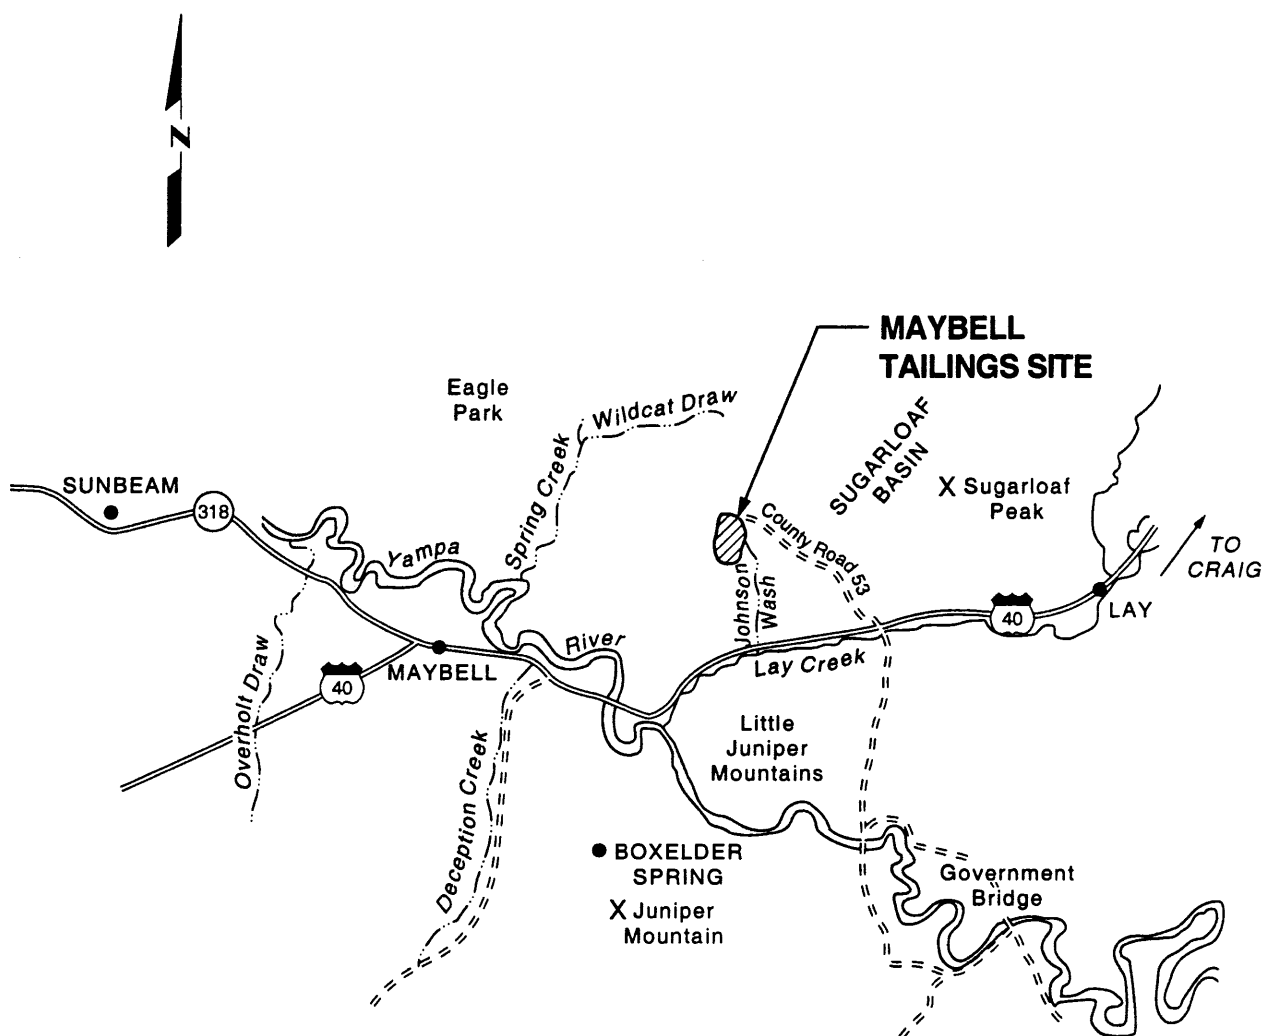 N
MAYBELL
TAILINGS SITE
Eagle
Park
Wildcat Draw
SUGARLOAF
BASIN
Spring Creek
SUNBEAM
318
X Sugarloaf
Peak
County Road 53
Yampa
TO
CRAIG
Johnson
Wash
40
LAY
River
Lay Creek
MAYBELL
40
Overholt Draw
Little
Juniper
Mountains
Deception Creek
BOXELDER
SPRING
Government
Bridge
X Juniper
Mountain